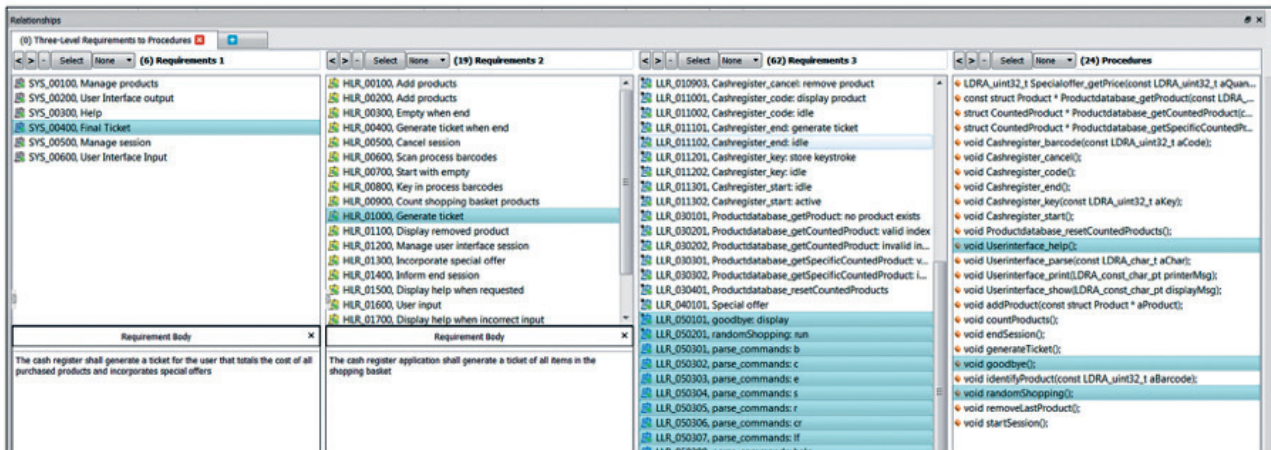 Relationships
(0) Three-Level Requirements to Procedures
< > - Select None (6) Requirements 1
SYS_00100, Manage products
SYS_00200, User Interface output
SYS_00300, Help
SYS_00400, Final Ticket
SYS_00500, Manage session
SYS_00600, User Interface Input
Requirement Body
The cash register shall generate a ticket for the user that totals the cost of all
purchased products and incorporates special offers
< > - Select None (19) Requirements 2
HLR_00100, Add products
HLR_00200, Add products
HLR_00300, Empty when end
HLR_00400, Generate ticket when end
HLR_00500, Cancel session
HLR_00600, Scan process barcodes
HLR_00700, Start with empty
HLR_00800, Key in process barcodes
HLR_00900, Count shopping basket products
HLR_01000, Generate ticket
HLR_01100, Display removed product
HLR_01200, Manage user interface session
HLR_01300, Incorporate special offer
HLR_01400, Inform end session
HLR_01500, Display help when requested
HLR_01600, User input
HLR_01700, Display help when incorrect input
Requirement Body
The cash register application shall generate a ticket of all items in the
shopping basket
< > - Select None (62) Requirements 3
LLR_010903, Cashregister_cancel: remove product
LLR_011001, Cashregister_code: display product
LLR_011002, Cashregister_code: idle
LLR_011101, Cashregister_end: generate ticket
LLR_011102, Cashregister_end: idle
LLR_011201, Cashregister_key: store keystroke
LLR_011202, Cashregister_key: idle
LLR_011301, Cashregister_start: idle
LLR_011302, Cashregister_start: active
LLR_030101, Productdatabase_getProduct: no product exists
LLR_030201, Productdatabase_getCountedProduct: valid index
LLR_030202, Productdatabase_getCountedProduct: invalid in...
LLR_030301, Productdatabase_getSpecificCountedProduct: v...
LLR_030302, Productdatabase_getSpecificCountedProduct: i...
LLR_030401, Productdatabase_resetCountedProducts
LLR_040101, Special offer
LLR_050101, goodbye: display
LLR_050201, randomShopping: run
LLR_050301, parse_commands: b
LLR_050302, parse_commands: c
LLR_050303, parse_commands: e
LLR_050304, parse_commands: s
LLR_050305, parse_commands: r
LLR_050306, parse_commands: cr
LLR_050307, parse_commands: lf
< > - Select None (24) Procedures
LDRA_uint32_t Specialoffer_getPrice(const LDRA_uint32_t aQuan...
const struct Product * Productdatabase_getProduct(const LDRA_...
struct CountedProduct * Productdatabase_getCountedProduct(c...
struct CountedProduct * Productdatabase_getSpecificCountedPr...
void Cashregister_barcode(const LDRA_uint32_t aCode);
void Cashregister_cancel();
void Cashregister_code();
void Cashregister_end();
void Cashregister_key(const LDRA_uint32_t aKey);
void Cashregister_start();
void Productdatabase_resetCountedProducts();
void Userinterface_help();
void Userinterface_parse(const LDRA_char_t aChar);
void Userinterface_print(LDRA_const_char_pt printerMsg);
void Userinterface_show(LDRA_const_char_pt displayMsg);
void addProduct(const struct Product * aProduct);
void countProducts();
void endSession();
void generateTicket();
void goodbye();
void identifyProduct(const LDRA_uint32_t aBarcode);
void randomShopping();
void removeLastProduct();
void startSession();